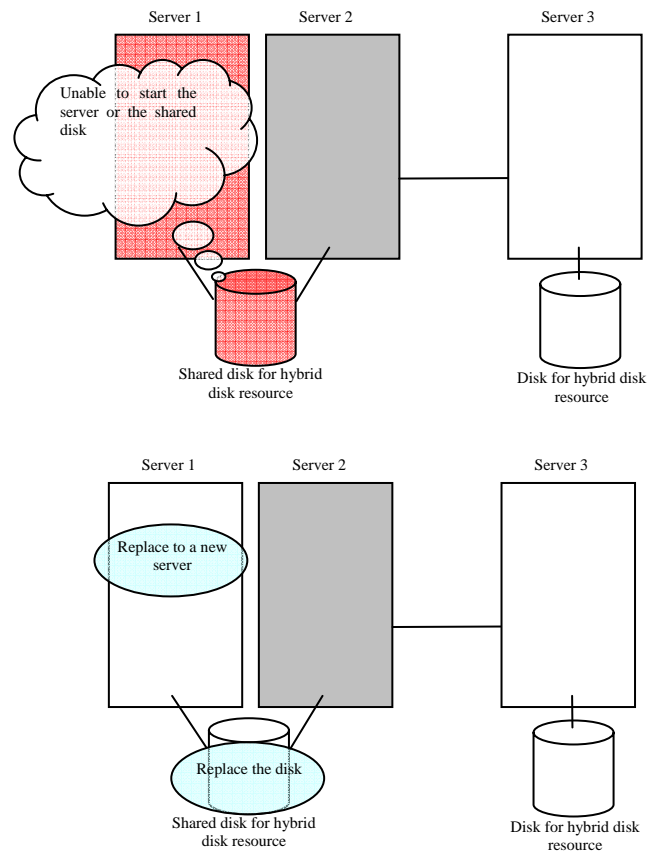 Server 1
Server 2
Server 3
Unable to start the
server or the shared
disk
Shared disk for hybrid
disk resource
Disk for hybrid disk
resource
Server 1
Server 2
Server 3
Replace to a new
server
Replace the disk
Shared disk for hybrid
disk resource
Disk for hybrid disk
resource